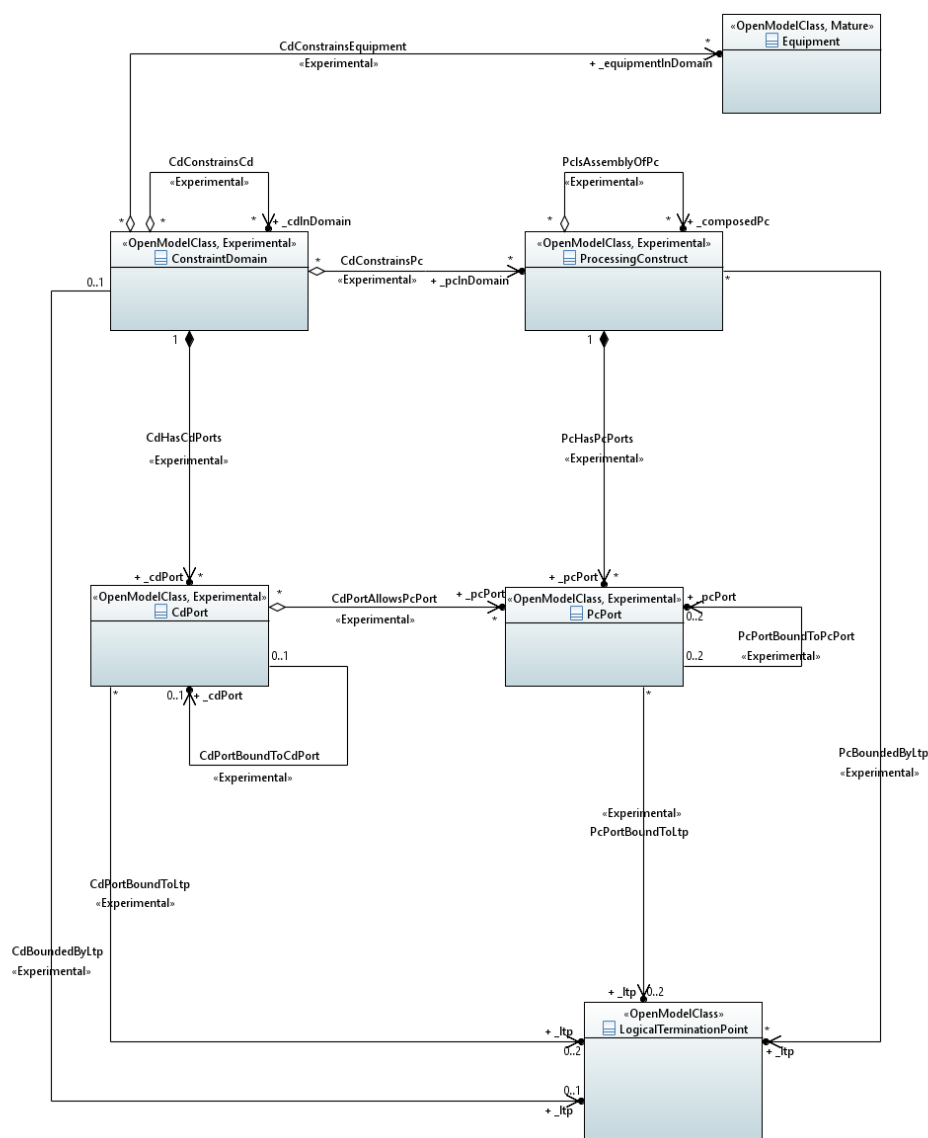 «OpenModelClass, Mature»
Equipment
*
CdConstrainsEquipment
«Experimental»
+ _equipmentInDomain
CdConstrainsCd
«Experimental»
* * * + _cdInDomain
PcIsAssemblyOfPc
«Experimental»
* * + _composedPc
«OpenModelClass, Experimental»
ConstraintDomain
* CdConstrainsPc *
«Experimental» + _pcInDomain
«OpenModelClass, Experimental»
ProcessingConstruct
*
0..1
1
1
CdHasCdPorts
«Experimental»
PcHasPcPorts
«Experimental»
+ _cdPort *
+ _pcPort *
«OpenModelClass, Experimental»
CdPort
* CdPortAllowsPcPort + _pcPort
«Experimental» *
«OpenModelClass, Experimental»
PcPort
+ _pcPort
0..2
PcPortBoundToPcPort
0..2 «Experimental»
0..1
* 0..1 + _cdPort
*
CdPortBoundToCdPort
«Experimental»
PcBoundedByLtp
«Experimental»
«Experimental»
PcPortBoundToLtp
CdPortBoundToLtp
«Experimental»
CdBoundedByLtp
«Experimental»
+ _ltp 0..2
«OpenModelClass»
LogicalTerminationPoint
+ _ltp
0..2
*
+ _ltp
0..1
+ _ltp